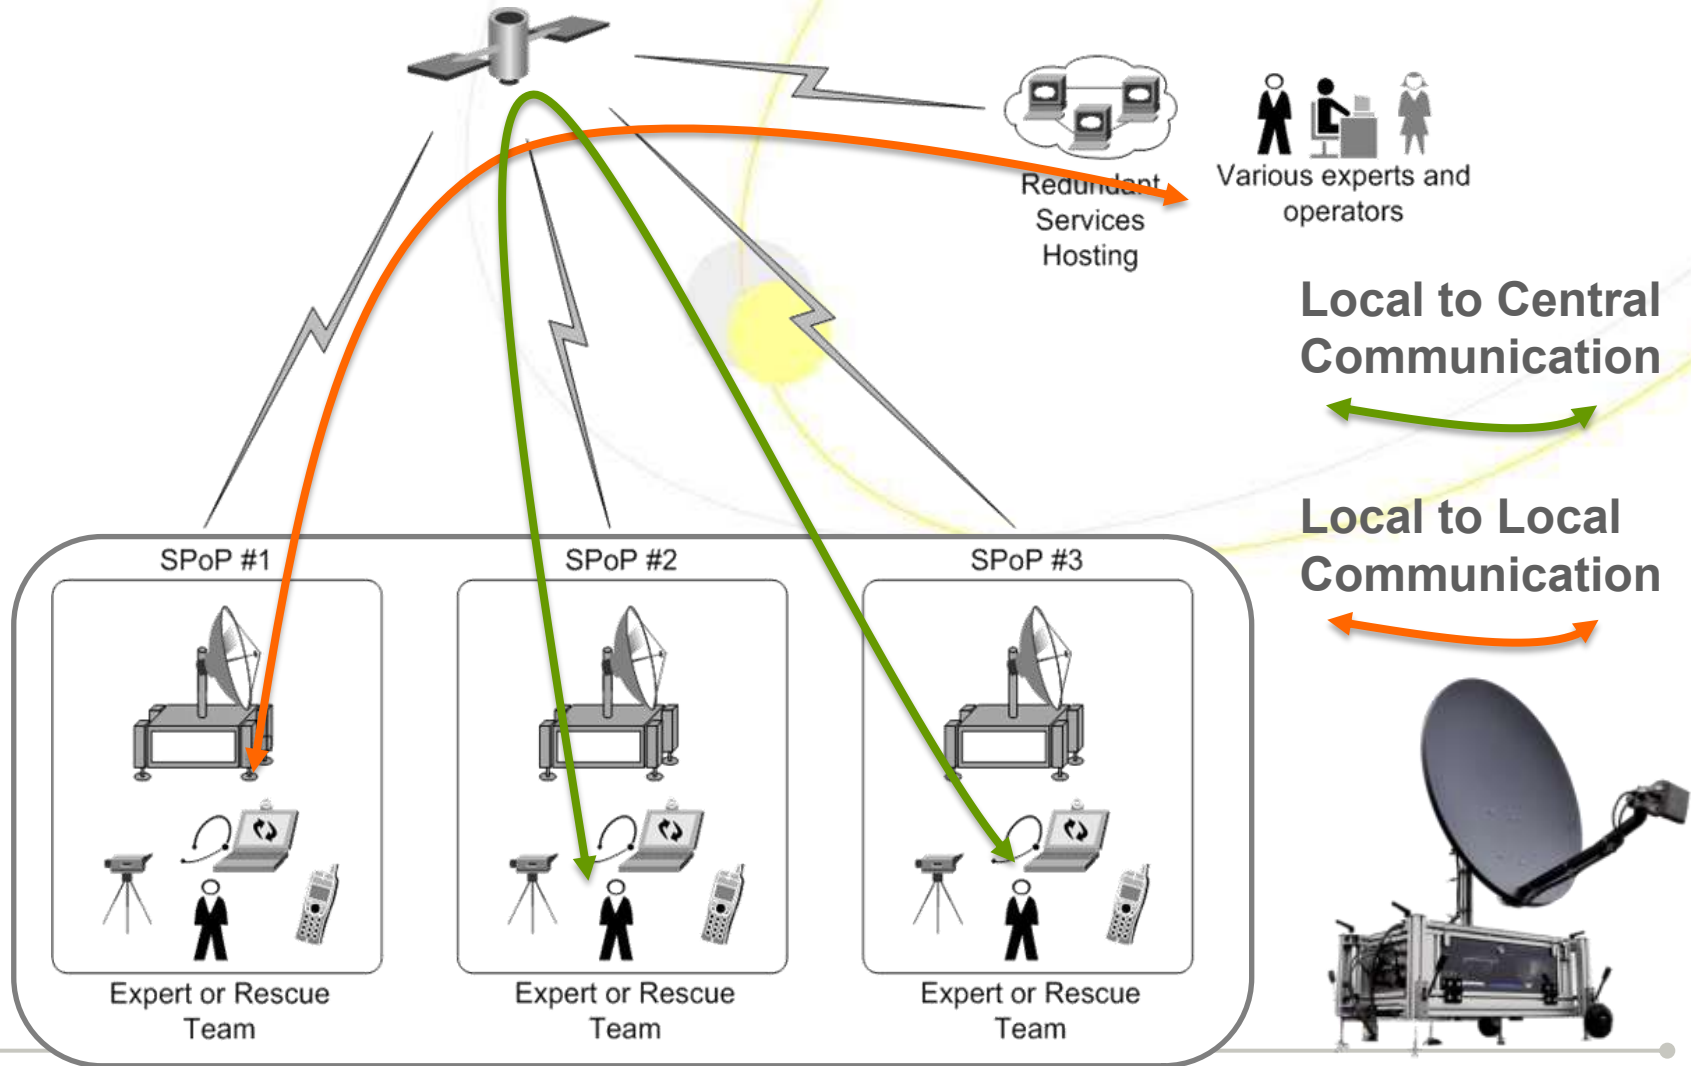 Redundant
Services
Hosting
Various experts and
operators
Local to Central
Communication
Local to Local
Communication
SPoP #1
SPoP #2
SPoP #3
Expert or Rescue
Team
Expert or Rescue
Team
Expert or Rescue
Team